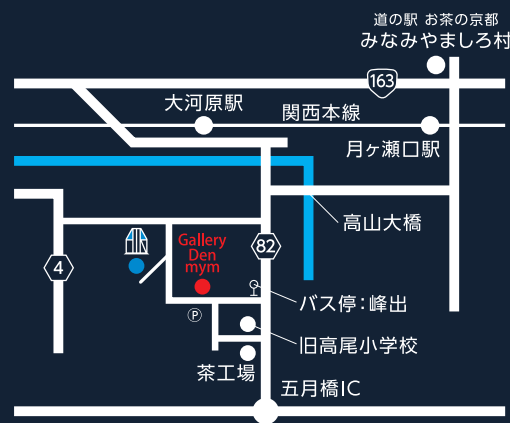 道の駅 お茶の京都
みなみやましろ村
163
大河原駅
関西本線
月ヶ瀬口駅
高山大橋
Gallery
Den
mym
82
4
バス停：峰出
P
旧高尾小学校
茶工場
五月橋IC